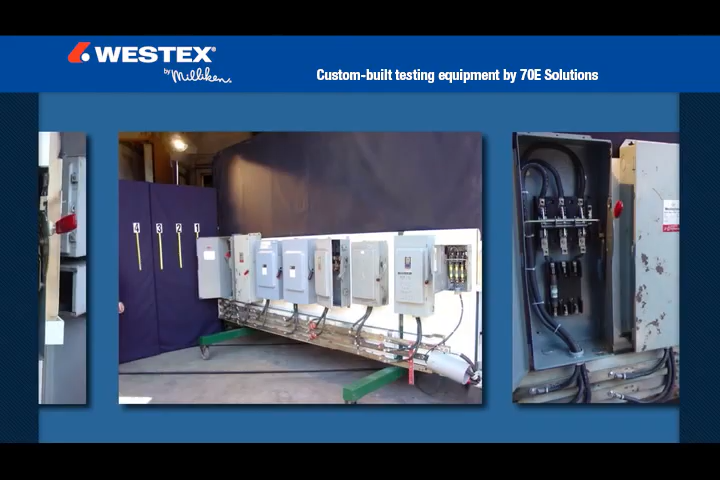 WESTEX®
by Milliken.
Custom-built testing equipment by 70E Solutions
4 3 2 1